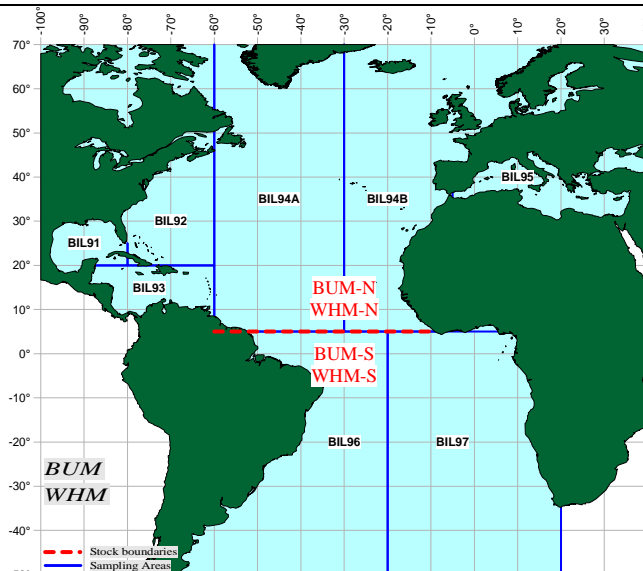 -100° -90° -80° -70° -60° -50° -40° -30° -20° -10° 0° 10° 20° 30°
70°
60°
50°
40°
30°
20°
10°
0°
-10°
-20°
-30°
-40°
BIL95
BIL94A
BIL94B
BIL92
BIL91
BIL93
BUM-N
WHM-N
BUM-S
WHM-S
BIL96
BIL97
BUM
WHM
Stock boundaries
Sampling Areas